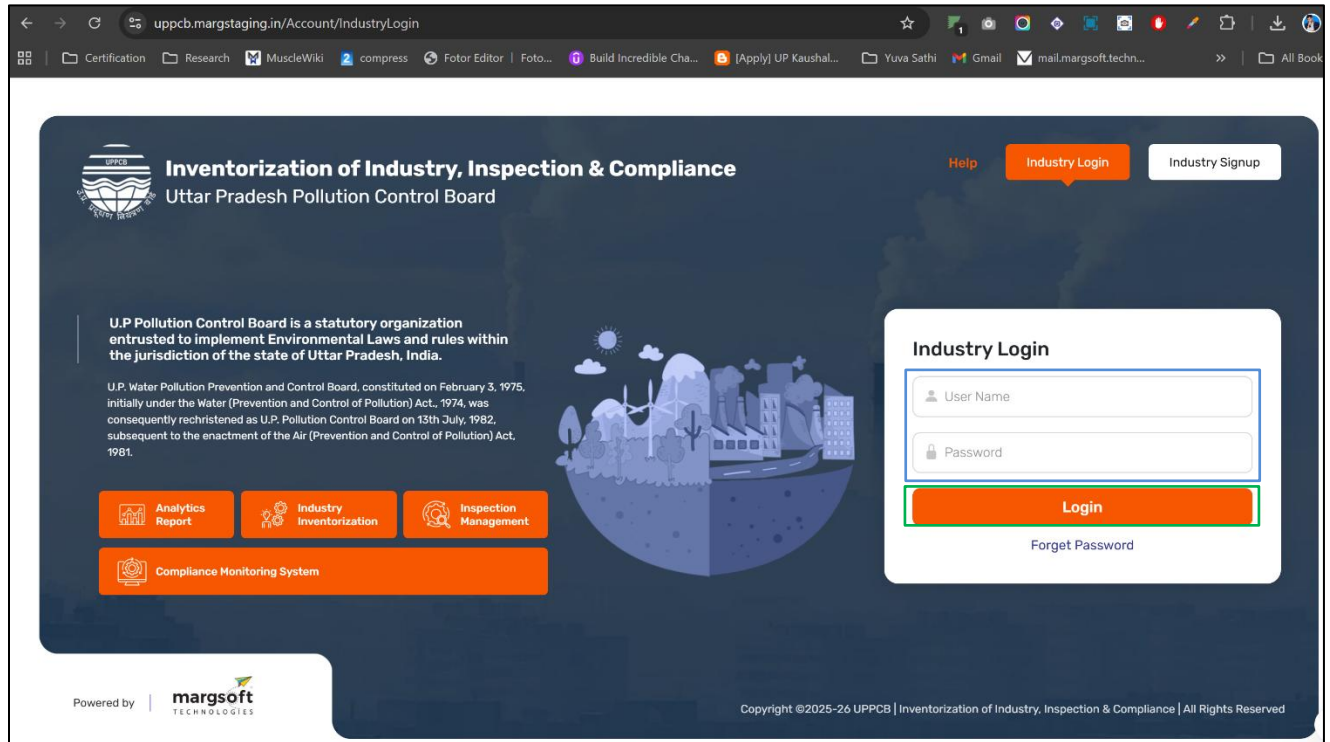 uppcb.margstaging.in/Account/IndustryLogin
Certification Research MuscleWiki compress Fotor Editor | Foto... Build Incredible Cha... [Apply] UP Kaushal... Yuva Sathi Gmail mail.margsoft.techn... » All Book
UPPCB
Inventorization of Industry, Inspection & Compliance
Uttar Pradesh Pollution Control Board
Help Industry Login Industry Signup
U.P Pollution Control Board is a statutory organization
entrusted to implement Environmental Laws and rules within
the jurisdiction of the state of Uttar Pradesh, India.
U.P. Water Pollution Prevention and Control Board, constituted on February 3, 1975,
initially under the Water (Prevention and Control of Pollution) Act., 1974, was
consequently rechristened as U.P. Pollution Control Board on 13th July, 1982,
subsequent to the enactment of the Air (Prevention and Control of Pollution) Act,
1981.
Analytics
Report
Industry
Inventorization
Inspection
Management
Compliance Monitoring System
Industry Login
User Name
Password
Login
Forget Password
Powered by
margsoft
TECHNOLOGIES
Copyright ©2025-26 UPPCB | Inventorization of Industry, Inspection & Compliance | All Rights Reserved